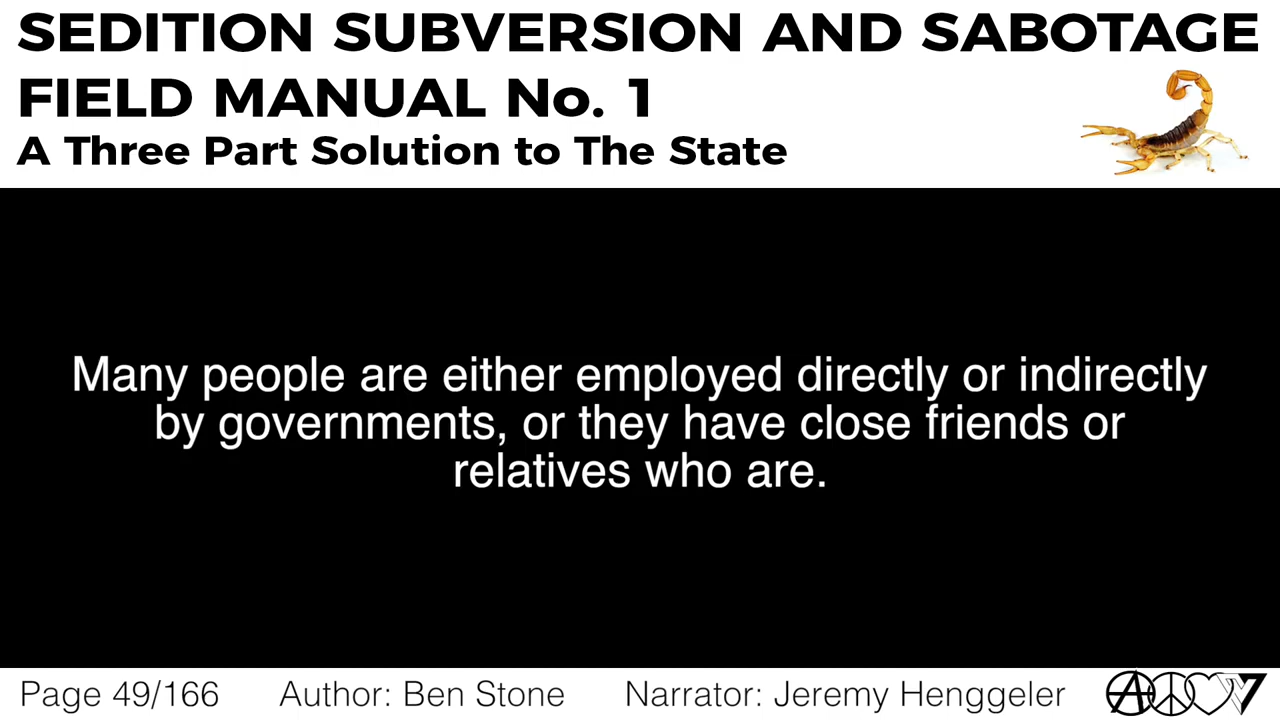 SEDITION SUBVERSION AND SABOTAGE
FIELD MANUAL No. 1
A Three Part Solution to The State
Many people are either employed directly or indirectly
by governments, or they have close friends or
relatives who are.
Page 49/166 Author: Ben Stone Narrator: Jeremy Henggeler